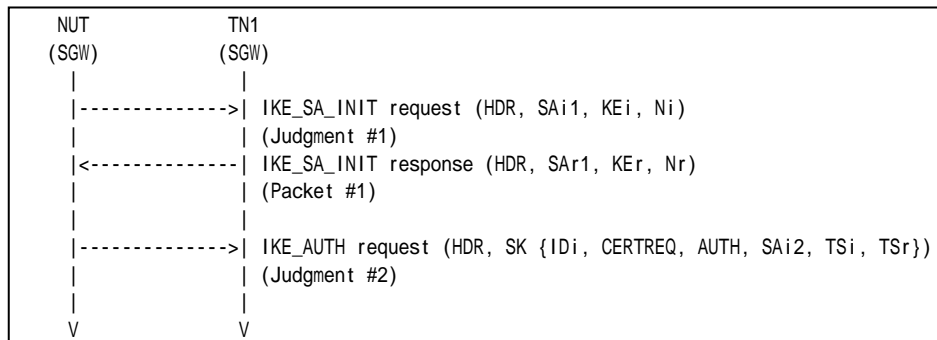 NUT TN1
(SGW) (SGW)
| |
|-------------->| IKE_SA_INIT request (HDR, SAi1, KEi, Ni)
| | (Judgment #1)
|<--------------| IKE_SA_INIT response (HDR, SAr1, KEr, Nr)
| | (Packet #1)
| |
|-------------->| IKE_AUTH request (HDR, SK {IDi, CERTREQ, AUTH, SAi2, TSi, TSr})
| | (Judgment #2)
| |
V V